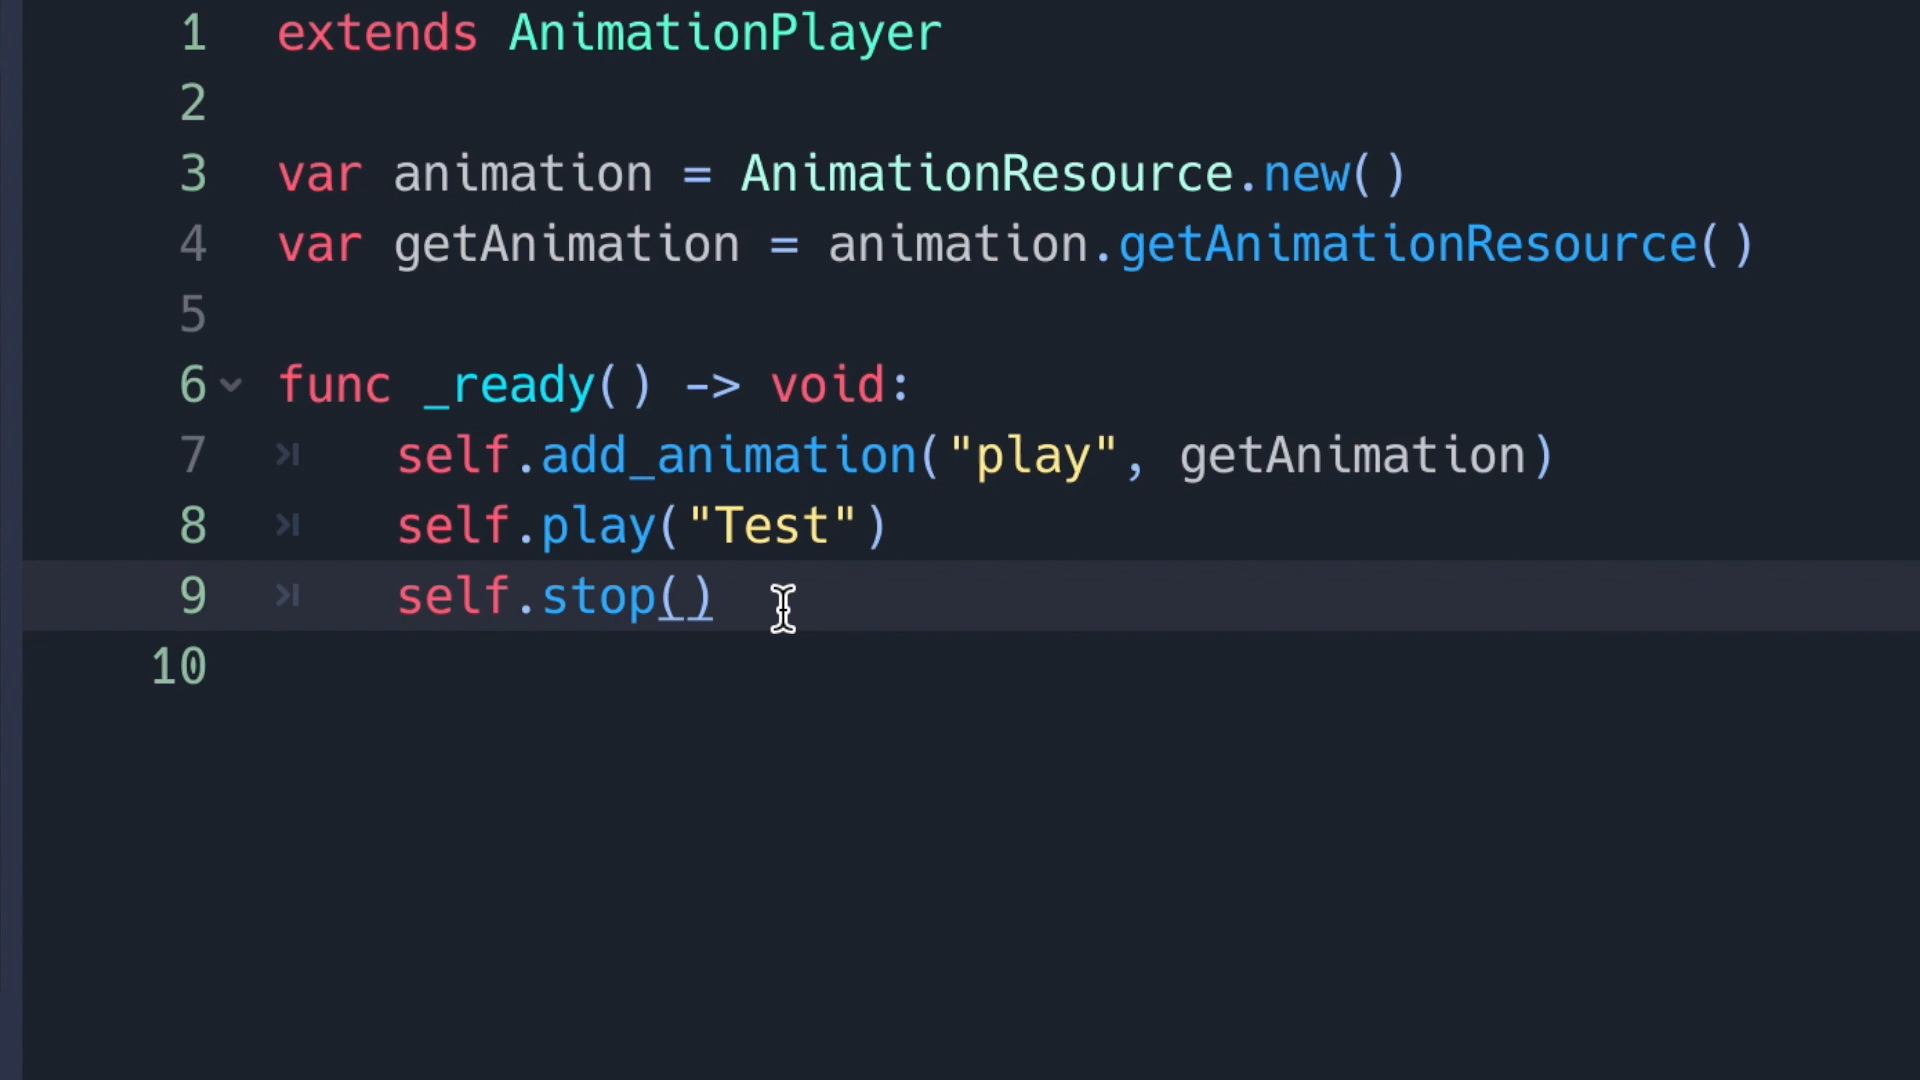 1 extends AnimationPlayer
2
3 var animation = AnimationResource.new()
4 var getAnimation = animation.getAnimationResource()
5
6 func _ready() -> void:
7 self.add_animation("play", getAnimation)
8 self.play("Test")
9 self.stop()
10